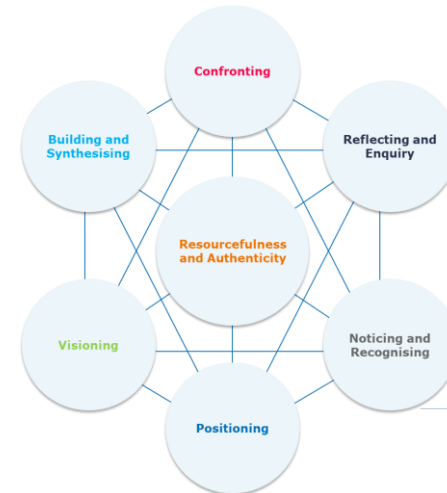 Confronting
Building and
Synthesising
Reflecting and
Enquiry
Resourcefulness
and Authenticity
Visioning
Noticing and
Recognising
Positioning